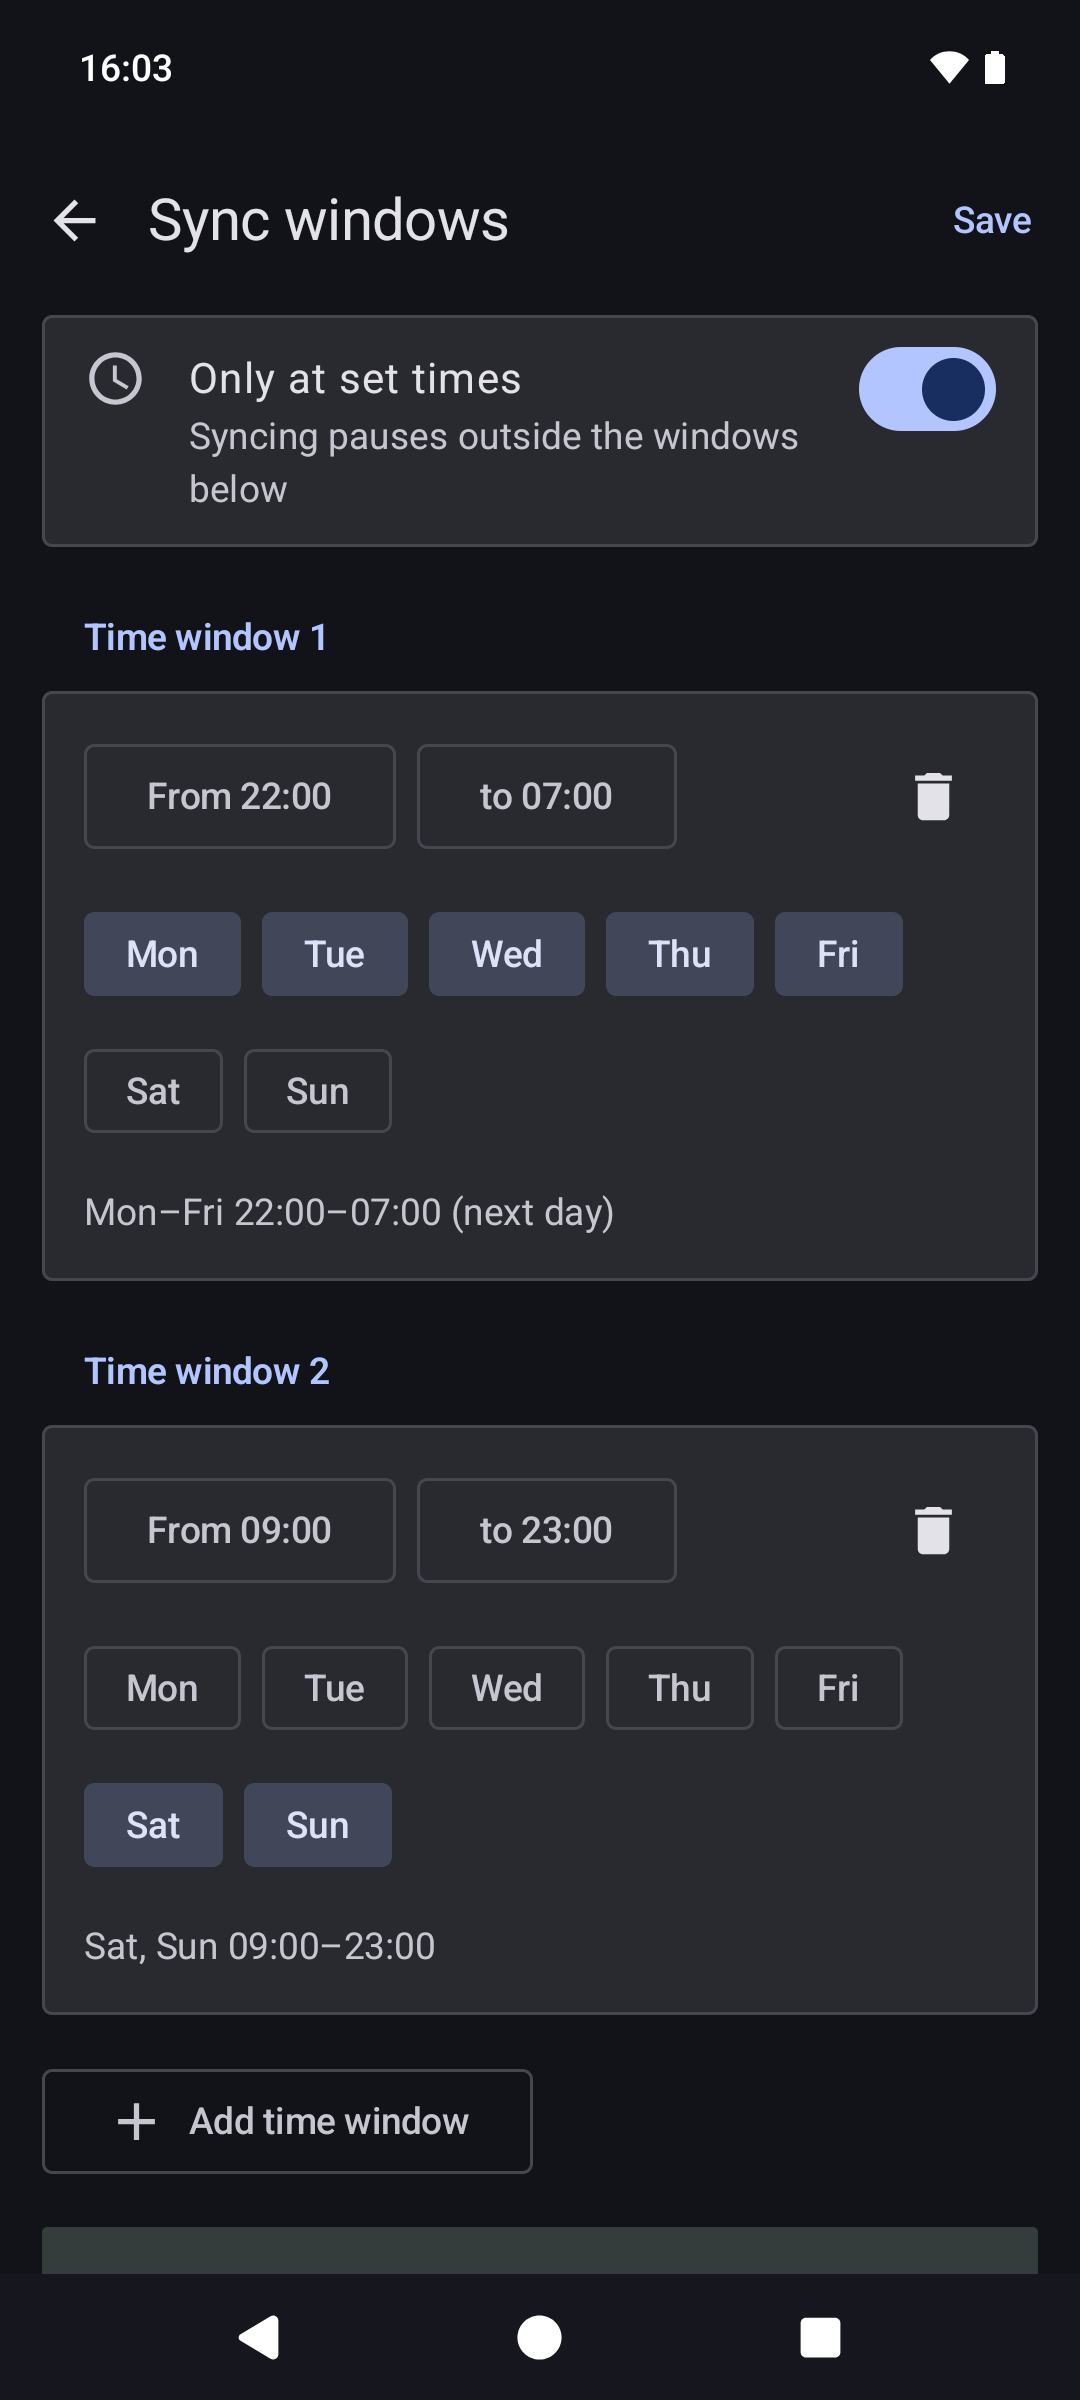 16:03
Sync windows
Save
Only at set times
Syncing pauses outside the windows
below
Time window 1
From 22:00
to 07:00
Mon
Tue
Wed
Thu
Fri
Sat
Sun
Mon–Fri 22:00–07:00 (next day)
Time window 2
From 09:00
to 23:00
Mon
Tue
Wed
Thu
Fri
Sat
Sun
Sat, Sun 09:00–23:00
Add time window